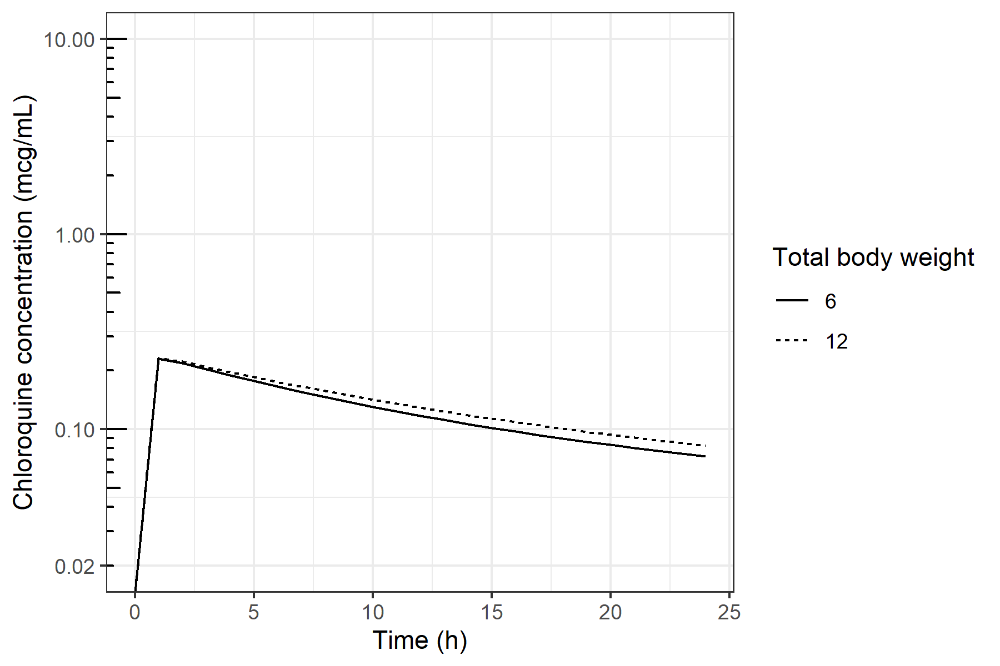 10.00
1.00
0.10
0.02
Chloroquine concentration (mcg/mL)
0 5 10 15 20 25
Time (h)
Total body weight
6
12